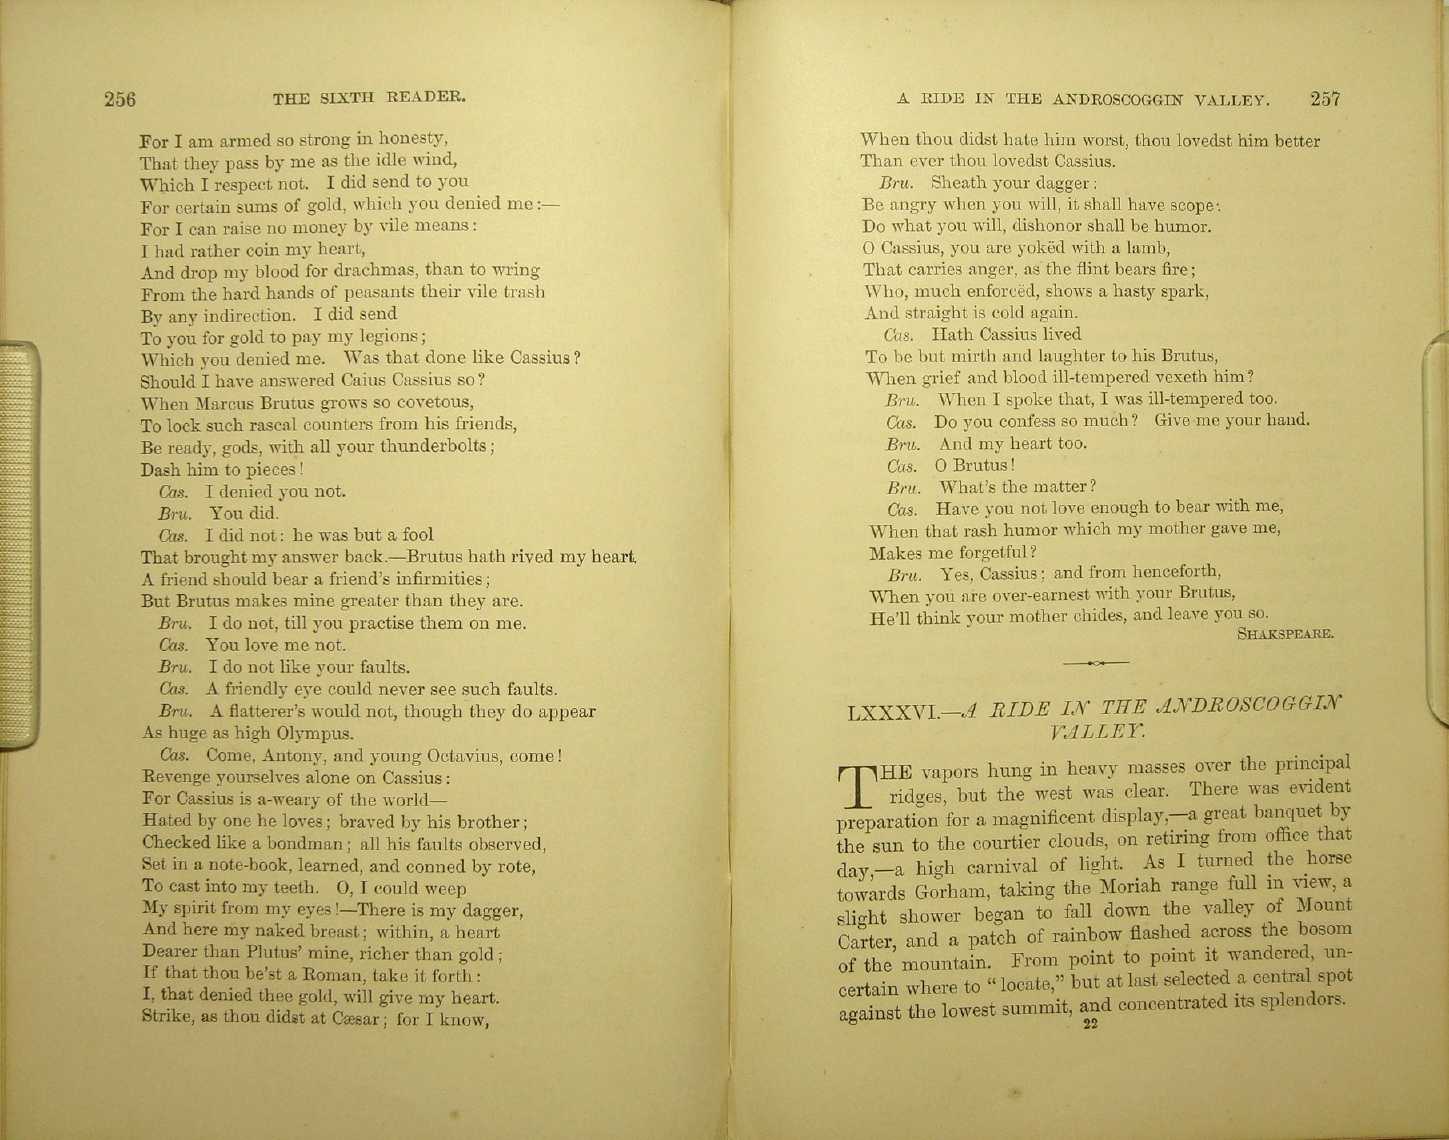 256 THE SIXTH READER.
For I am armed so strong in honesty,
That they pass by me as the idle wind,
Which I respect not. I did send to you
For certain sums of gold, which you denied me:—
For I can raise no money by vile means:
I had rather coin my heart,
And drop my blood for drachmas, than to wring
From the hard hands of peasants their vile trash
By any indirection. I did send
To you for gold to pay my legions;
Which you denied me. Was that done like Cassius?
Should I have answered Caius Cassius so?
When Marcus Brutus grows so covetous,
To lock such rascal counters from his friends,
Be ready, gods, with all your thunderbolts;
Dash him to pieces!
Cas. I denied you not.
Bru. You did.
Cas. I did not: he was but a fool
That brought my answer back.—Brutus hath rived my heart.
A friend should bear a friend's infirmities;
But Brutus makes mine greater than they are.
Bru. I do not, till you practise them on me.
Cas. You love me not.
Bru. I do not like your faults.
Cas. A friendly eye could never see such faults.
Bru. A flatterer's would not, though they do appear
As huge as high Olympus.
Cas. Come, Antony, and young Octavius, come!
Revenge yourselves alone on Cassius:
For Cassius is a-weary of the world—
Hated by one he loves; braved by his brother;
Checked like a bondman; all his faults observed,
Set in a note-book, learned, and conned by rote,
To cast into my teeth. O, I could weep
My spirit from my eyes!—There is my dagger,
And here my naked breast; within, a heart
Dearer than Plutus' mine, richer than gold;
If that thou be'st a Roman, take it forth:
I, that denied thee gold, will give my heart.
Strike, as thou didst at Cæsar; for I know,
A RIDE IN THE ANDROSCOGGIN VALLEY. 257
When thou didst hate him worst, thou lovedst him better
Than ever thou lovedst Cassius.
Bru. Sheath your dagger:
Be angry when you will, it shall have scope:
Do what you will, dishonor shall be humor.
O Cassius, you are yokëd with a lamb,
That carries anger, as the flint bears fire;
Who, much enforcëd, shows a hasty spark,
And straight is cold again.
Cas. Hath Cassius lived
To be but mirth and laughter to his Brutus,
When grief and blood ill-tempered vexeth him?
Bru. When I spoke that, I was ill-tempered too.
Cas. Do you confess so much? Give me your hand.
Bru. And my heart too.
Cas. O Brutus!
Bru. What's the matter?
Cas. Have you not love enough to bear with me,
When that rash humor which my mother gave me,
Makes me forgetful?
Bru. Yes, Cassius; and from henceforth,
When you are over-earnest with your Brutus,
He'll think your mother chides, and leave you so.
SHAKSPEARE.
LXXXVI.—A RIDE IN THE ANDROSCOGGIN
VALLEY.
THE vapors hung in heavy masses over the principal
ridges, but the west was clear. There was evident
preparation for a magnificent display,—a great banquet by
the sun to the courtier clouds, on retiring from office that
day,—a high carnival of light. As I turned the horse
towards Gorham, taking the Moriah range full in view, a
slight shower began to fall down the valley of Mount
Carter, and a patch of rainbow flashed across the bosom
of the mountain. From point to point it wandered, un-
certain where to "locate," but at last selected a central spot
against the lowest summit, and concentrated its splendors.
22